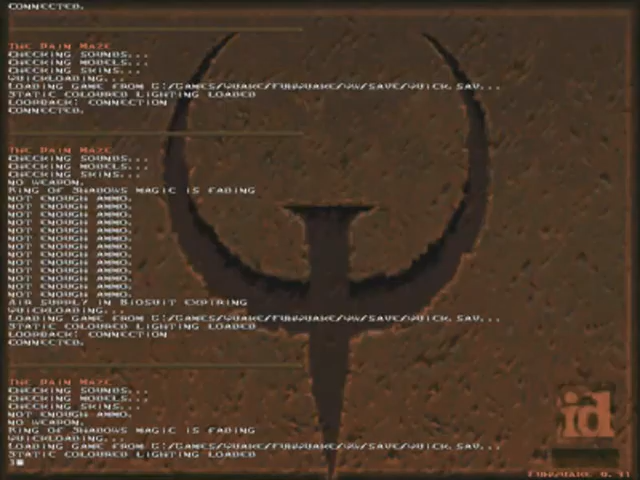 CONNECTED.
THE PAIN MAZE
CHECKING SOUNDS...
CHECKING MODELS...
CHECKING SKINS...
QUICKLOADING...
LOADING GAME FROM G:/GAMES/QUAKE/FUHQUAKE/QW/SAVE/QUICK.SAV...
STATIC COLOURED LIGHTING LOADED
LOOPBACK: CONNECTION
CONNECTED.
THE PAIN MAZE
CHECKING SOUNDS...
CHECKING MODELS...
CHECKING SKINS...
NO WEAPON.
RING OF SHADOWS MAGIC IS FADING
NOT ENOUGH AMMO.
NOT ENOUGH AMMO.
NOT ENOUGH AMMO.
NOT ENOUGH AMMO.
NOT ENOUGH AMMO.
NOT ENOUGH AMMO.
NOT ENOUGH AMMO.
NOT ENOUGH AMMO.
NOT ENOUGH AMMO.
NOT ENOUGH AMMO.
NOT ENOUGH AMMO.
NOT ENOUGH AMMO.
NOT ENOUGH AMMO.
AIR SUPPLY IN BIOSUIT EXPIRING
QUICKLOADING...
LOADING GAME FROM G:/GAMES/QUAKE/FUHQUAKE/QW/SAVE/QUICK.SAV...
STATIC COLOURED LIGHTING LOADED
LOOPBACK: CONNECTION
CONNECTED.
THE PAIN MAZE
CHECKING SOUNDS...
CHECKING MODELS...
CHECKING SKINS...
NOT ENOUGH AMMO.
NO WEAPON.
RING OF SHADOWS MAGIC IS FADING
QUICKLOADING...
LOADING GAME FROM G:/GAMES/QUAKE/FUHQUAKE/QW/SAVE/QUICK.SAV...
STATIC COLOURED LIGHTING LOADED
]
id
FUHQUAKE 0.31